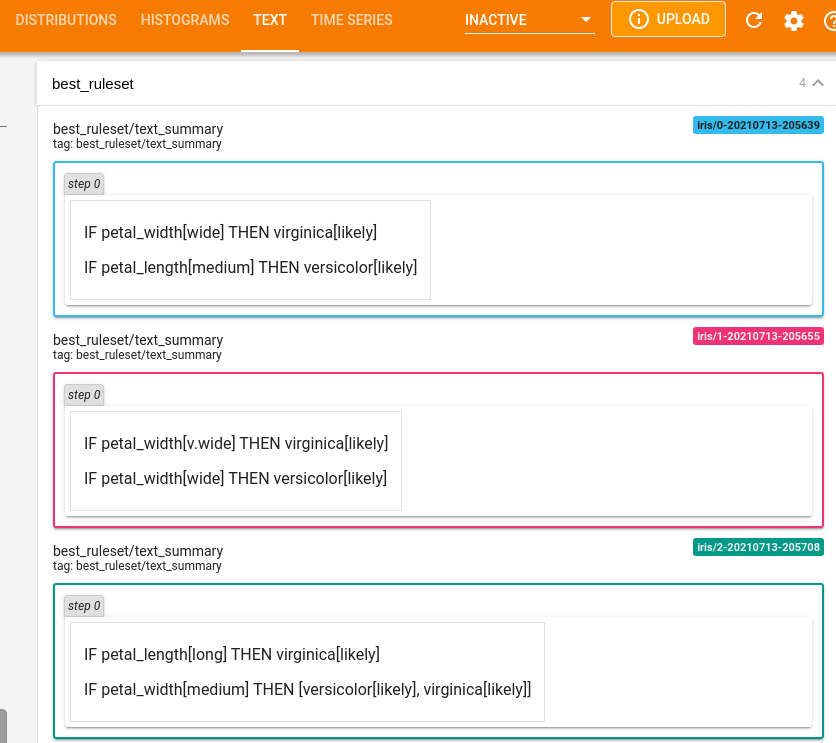 DISTRIBUTIONS HISTOGRAMS TEXT TIME SERIES INACTIVE UPLOAD
best_ruleset 4
best_ruleset/text_summary iris/0-20210713-205639
tag: best_ruleset/text_summary
step 0
IF petal_width[wide] THEN virginica[likely]
IF petal_length[medium] THEN versicolor[likely]
best_ruleset/text_summary iris/1-20210713-205655
tag: best_ruleset/text_summary
step 0
IF petal_width[v.wide] THEN virginica[likely]
IF petal_width[wide] THEN versicolor[likely]
best_ruleset/text_summary iris/2-20210713-205708
tag: best_ruleset/text_summary
step 0
IF petal_length[long] THEN virginica[likely]
IF petal_width[medium] THEN [versicolor[likely], virginica[likely]]